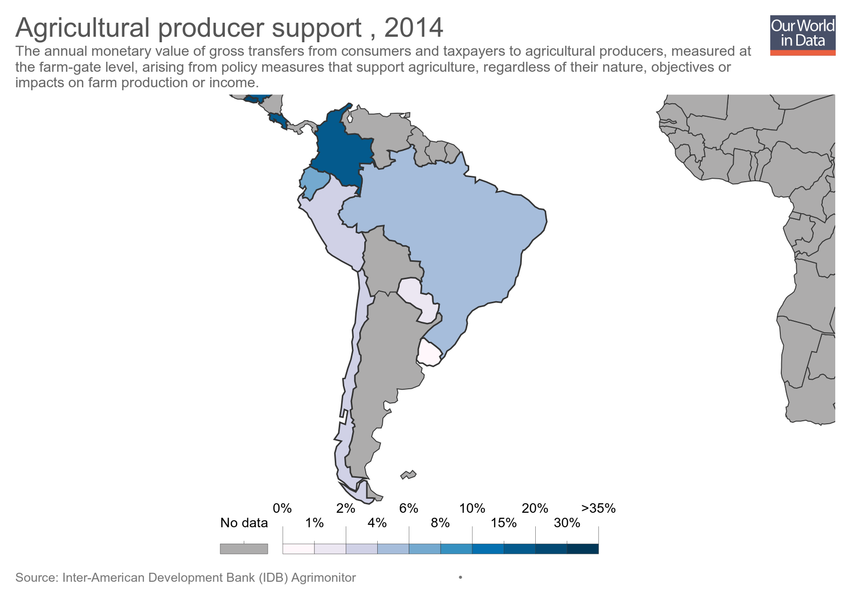 Agricultural producer support , 2014
Our World
in Data
The annual monetary value of gross transfers from consumers and taxpayers to agricultural producers, measured at
the farm-gate level, arising from policy measures that support agriculture, regardless of their nature, objectives or
impacts on farm production or income.
0% 2% 6% 10% 20% >35%
No data 1% 4% 8% 15% 30%
Source: Inter-American Development Bank (IDB) Agrimonitor •